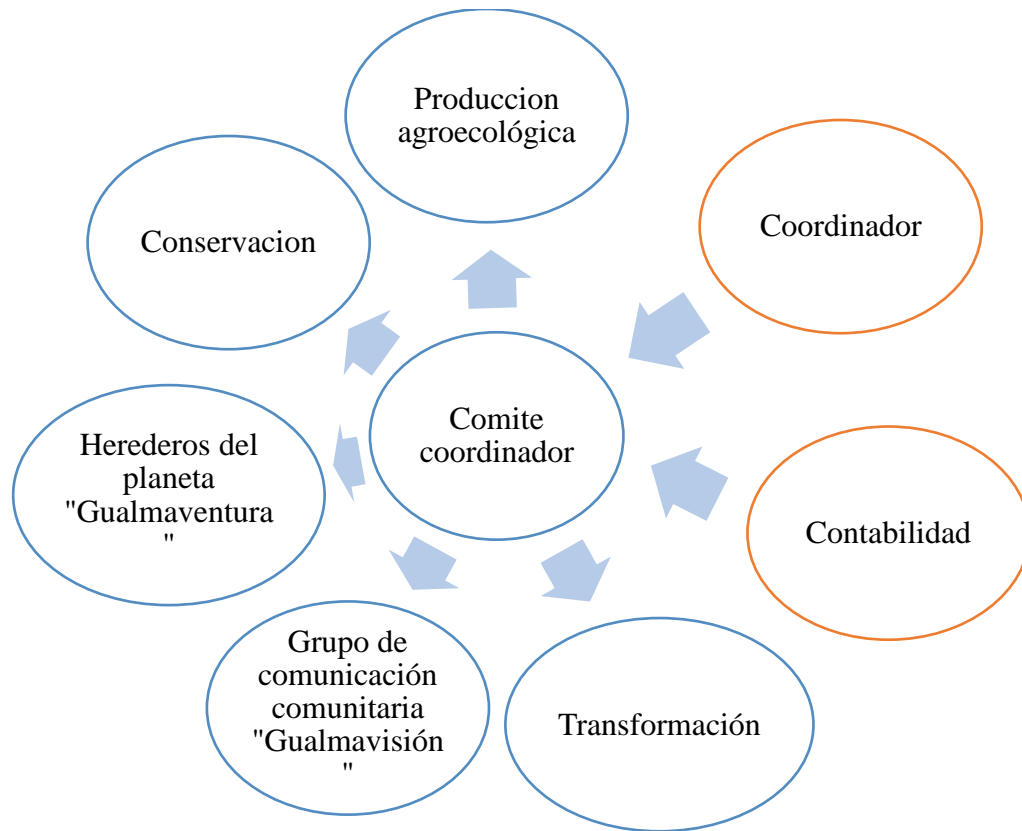 Produccion
agroecológica
Coordinador
Conservacion
Comite
coordinador
Herederos del
planeta
"Gualmaventura
"
Contabilidad
Grupo de
comunicación
comunitaria
"Gualmavisión
"
Transformación